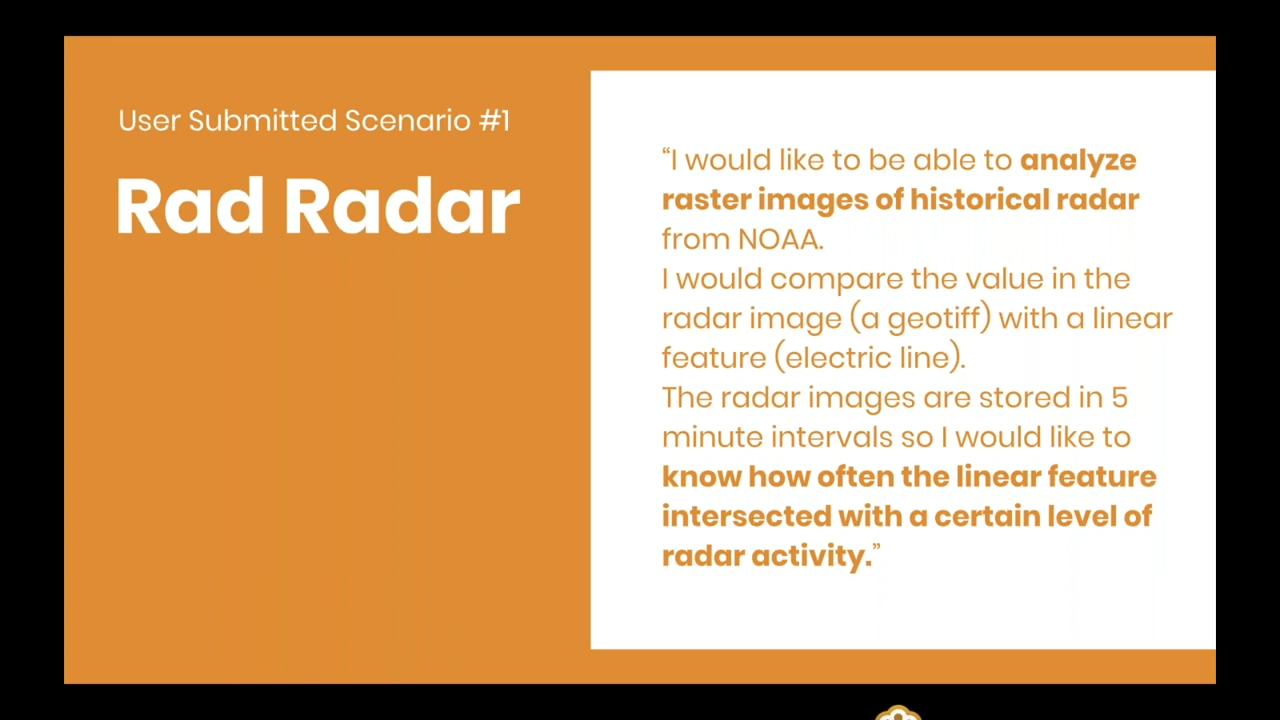 User Submitted Scenario #1
Rad Radar
“I would like to be able to analyze
raster images of historical radar
from NOAA.
I would compare the value in the
radar image (a geotiff) with a linear
feature (electric line).
The radar images are stored in 5
minute intervals so I would like to
know how often the linear feature
intersected with a certain level of
radar activity.”